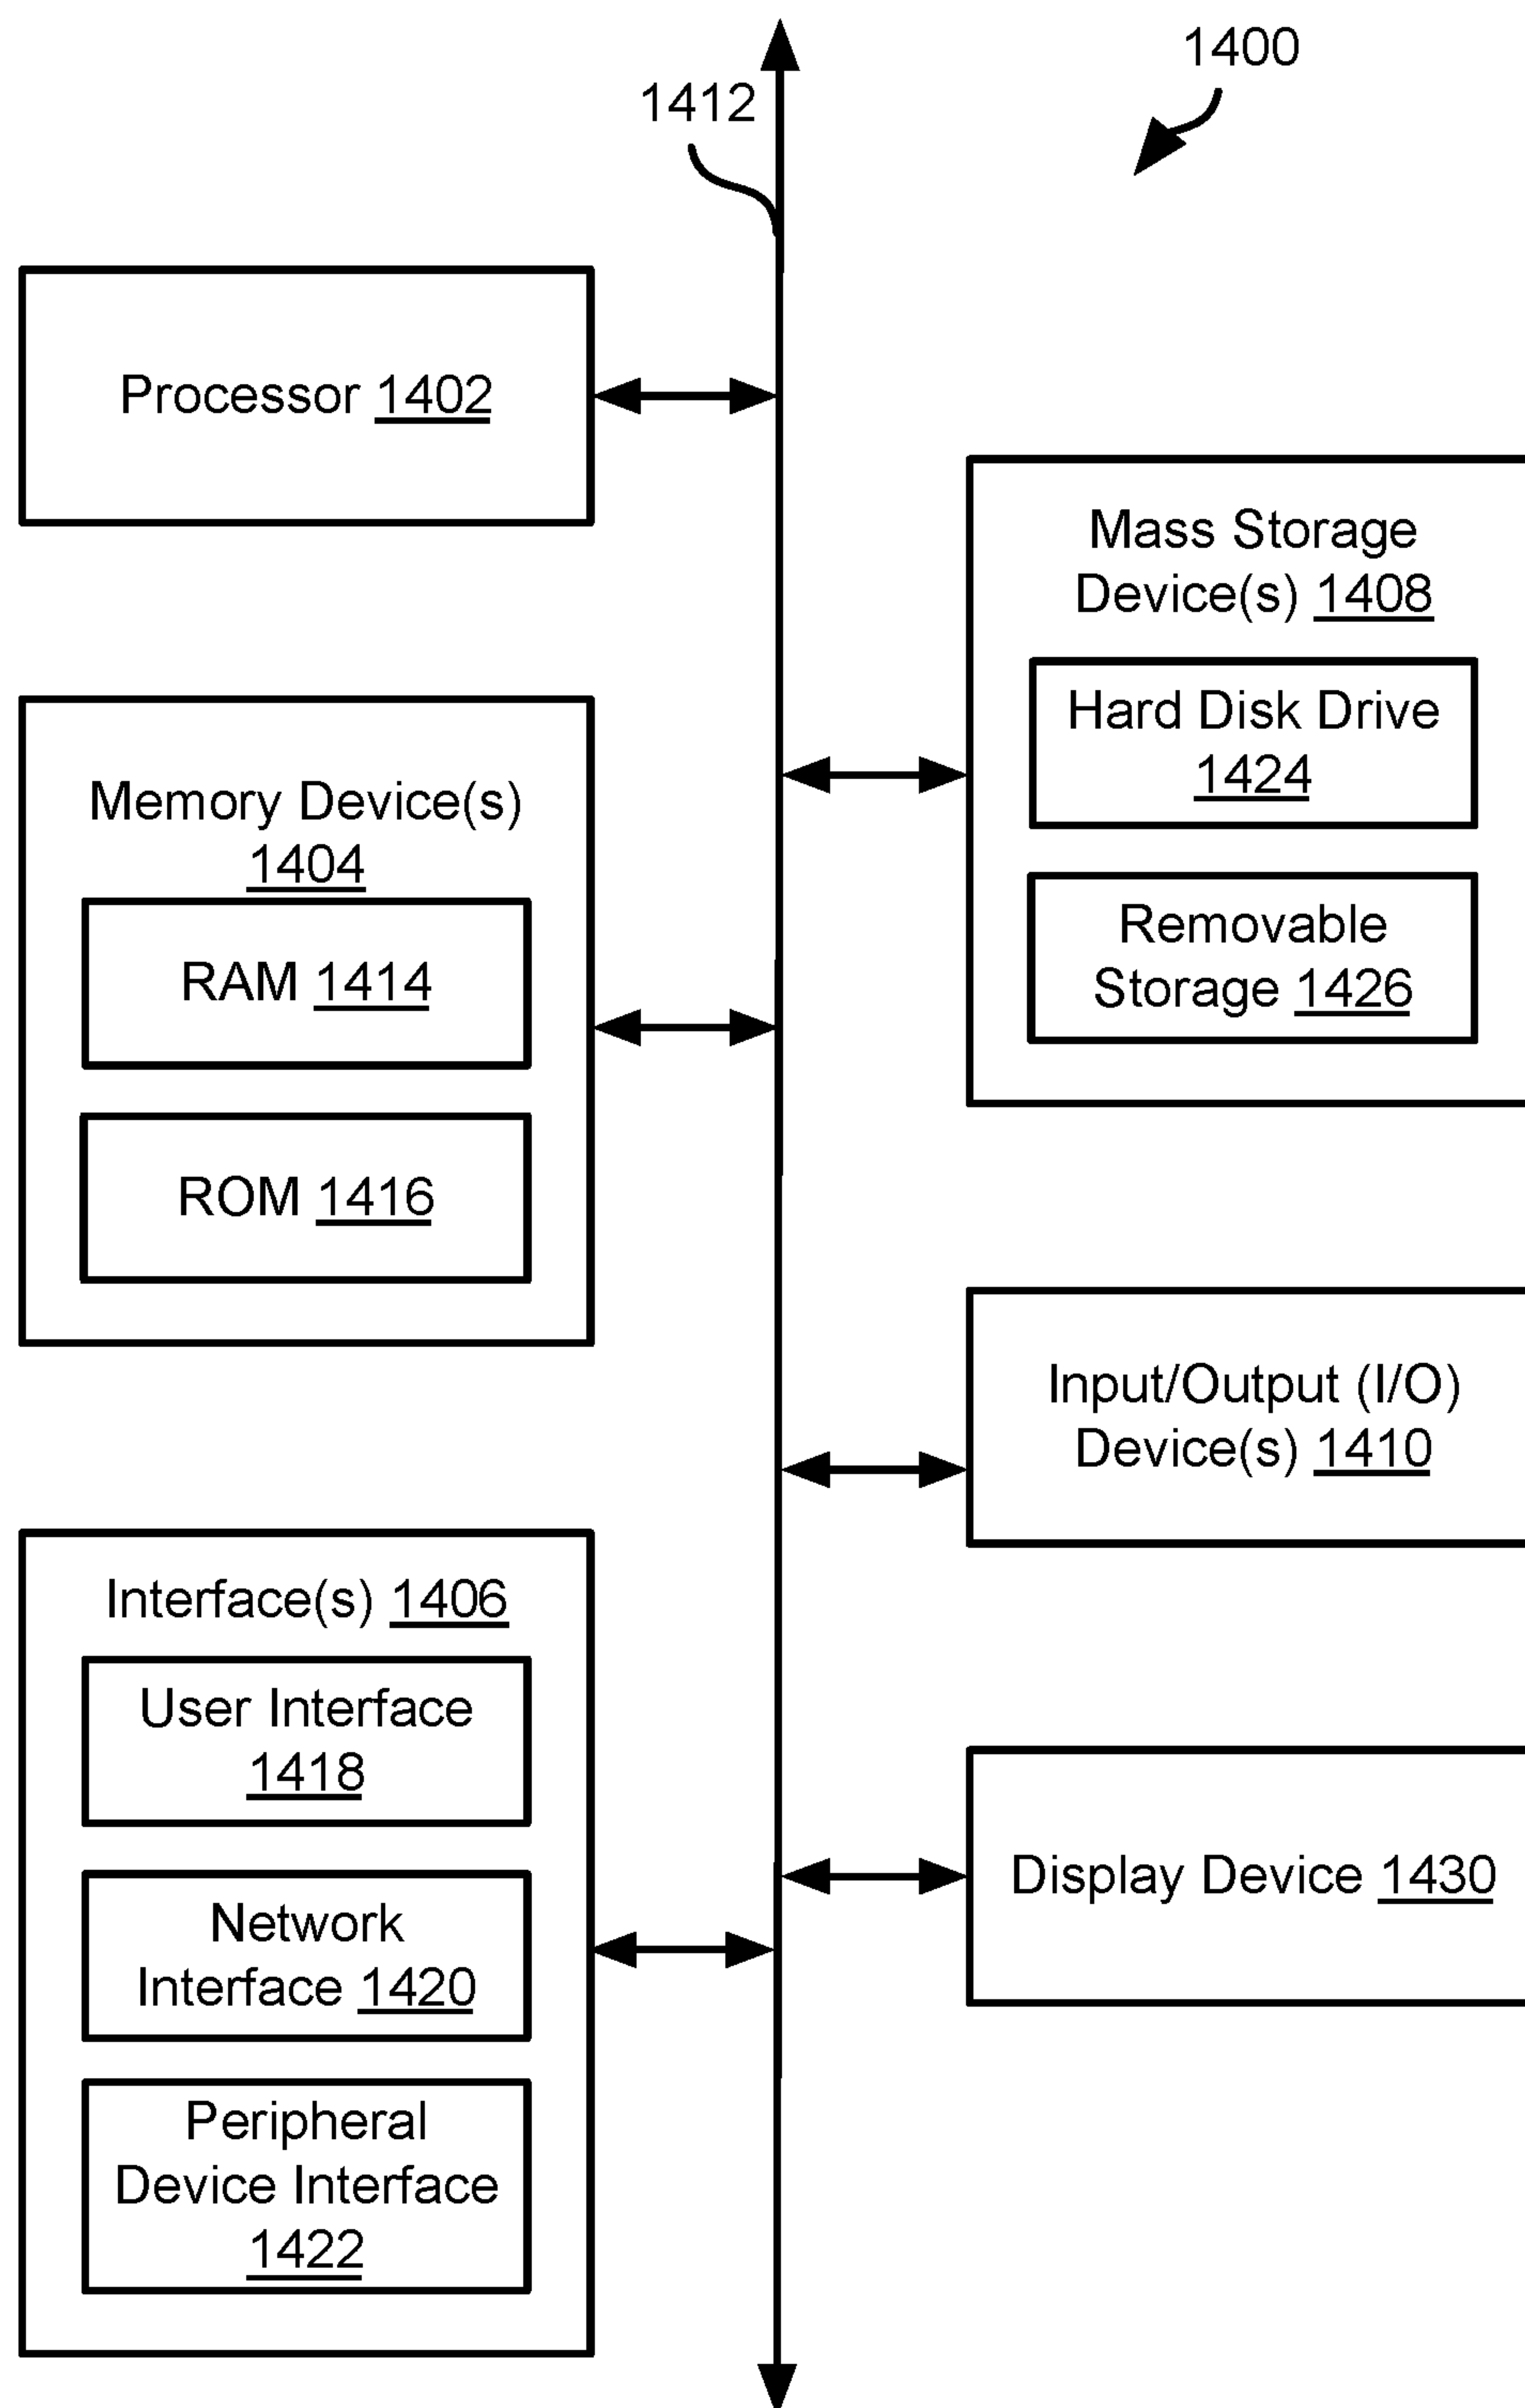 1400
1412
Processor 1402
Mass Storage
Device(s) 1408
Hard Disk Drive
1424
Removable
Storage 1426
Memory Device(s)
1404
RAM 1414
ROM 1416
Input/Output (I/O)
Device(s) 1410
Interface(s) 1406
User Interface
1418
Network
Interface 1420
Peripheral
Device Interface
1422
Display Device 1430